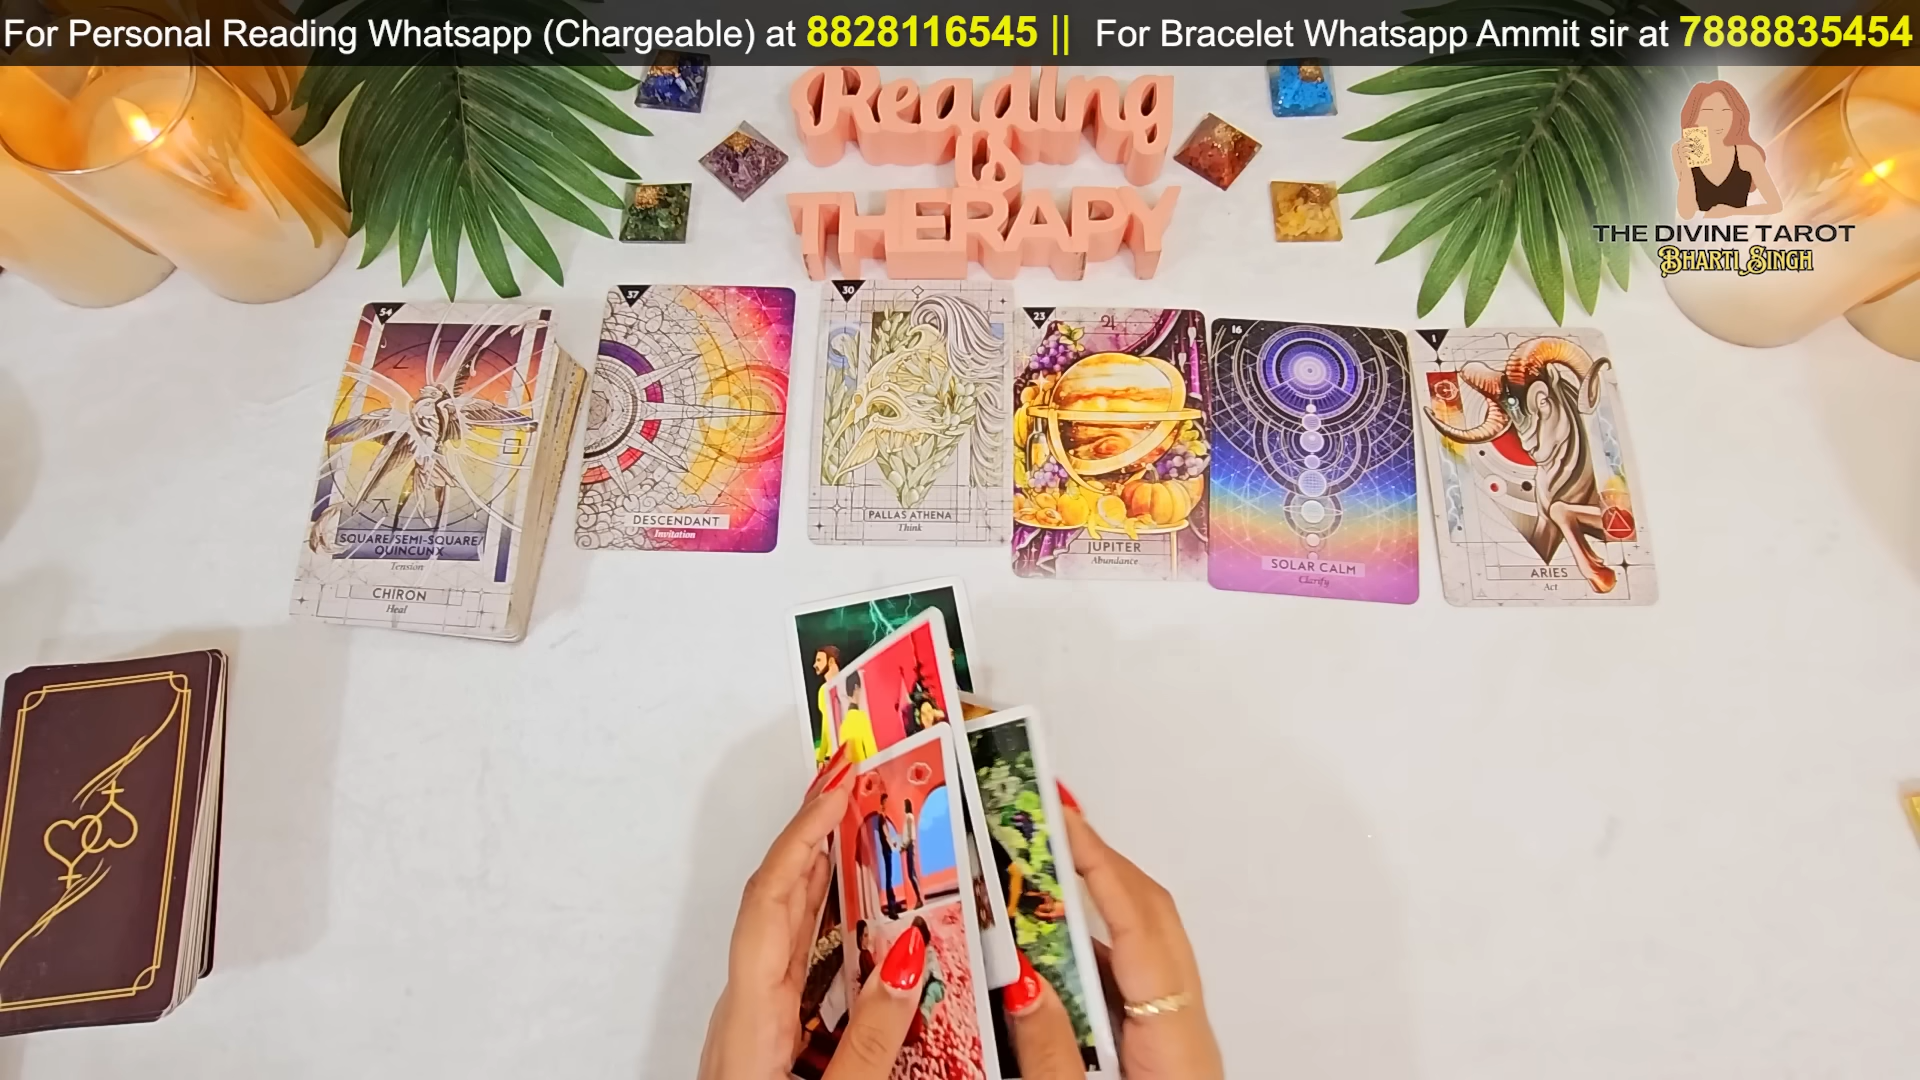 For Personal Reading Whatsapp (Chargeable) at 8828116545 || For Bracelet Whatsapp Ammit sir at 7888835454
Reading
is
THERAPY
THE DIVINE TAROT
BHARTI SINGH
54
SQUARE/SEMI-SQUARE/
QUINCUNX
Tension
CHIRON
Heal
37
DESCENDANT
Invitation
30
PALLAS ATHENA
Think
23
JUPITER
Abundance
16
SOLAR CALM
Clarify
1
ARIES
Act